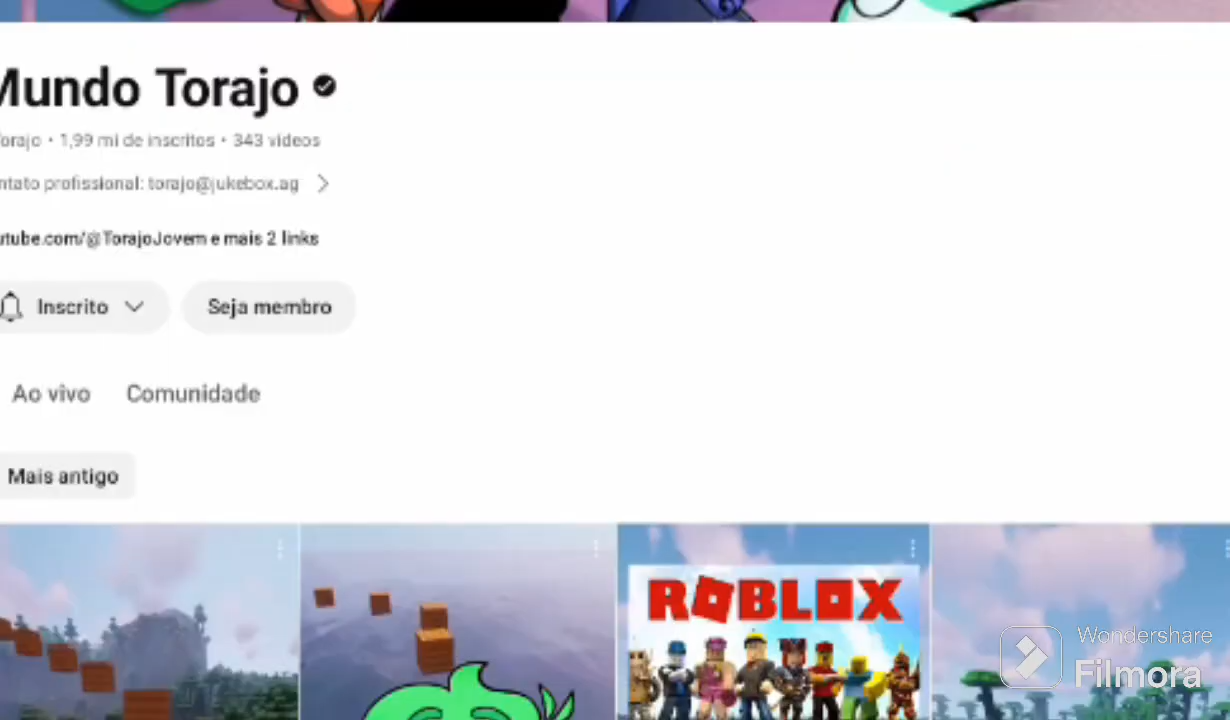 Mundo Torajo
orajo • 1,99 mi de inscritos • 343 vídeos
ntato profissional: torajo@jukebox.ag
utube.com/@TorajoJovem e mais 2 links
Inscrito
Seja membro
Ao vivo
Comunidade
Mais antigo
ROBLOX
Wondershare
Filmora